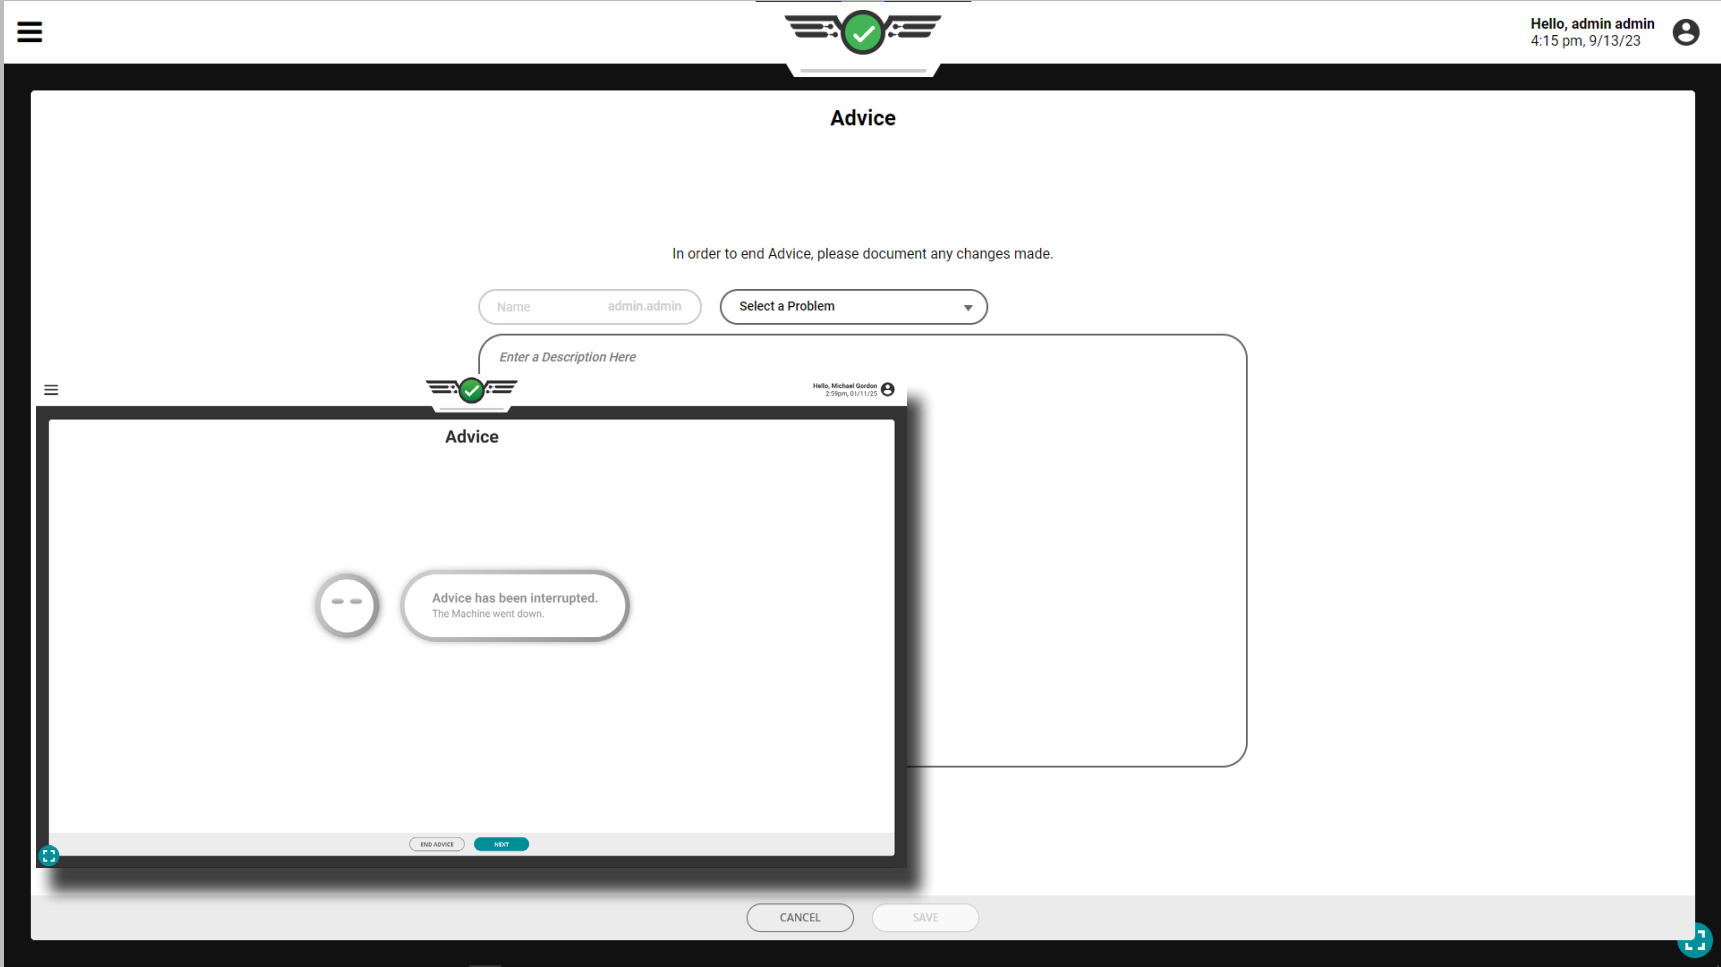 Hello, admin admin
4:15 pm, 9/13/23
Advice
In order to end Advice, please document any changes made.
Name admin.admin
Select a Problem
Enter a Description Here
Hello, Michael Gordon
2:59pm, 01/11/25
Advice
Advice has been interrupted.
The Machine went down.
END ADVICE
NEXT
CANCEL
SAVE